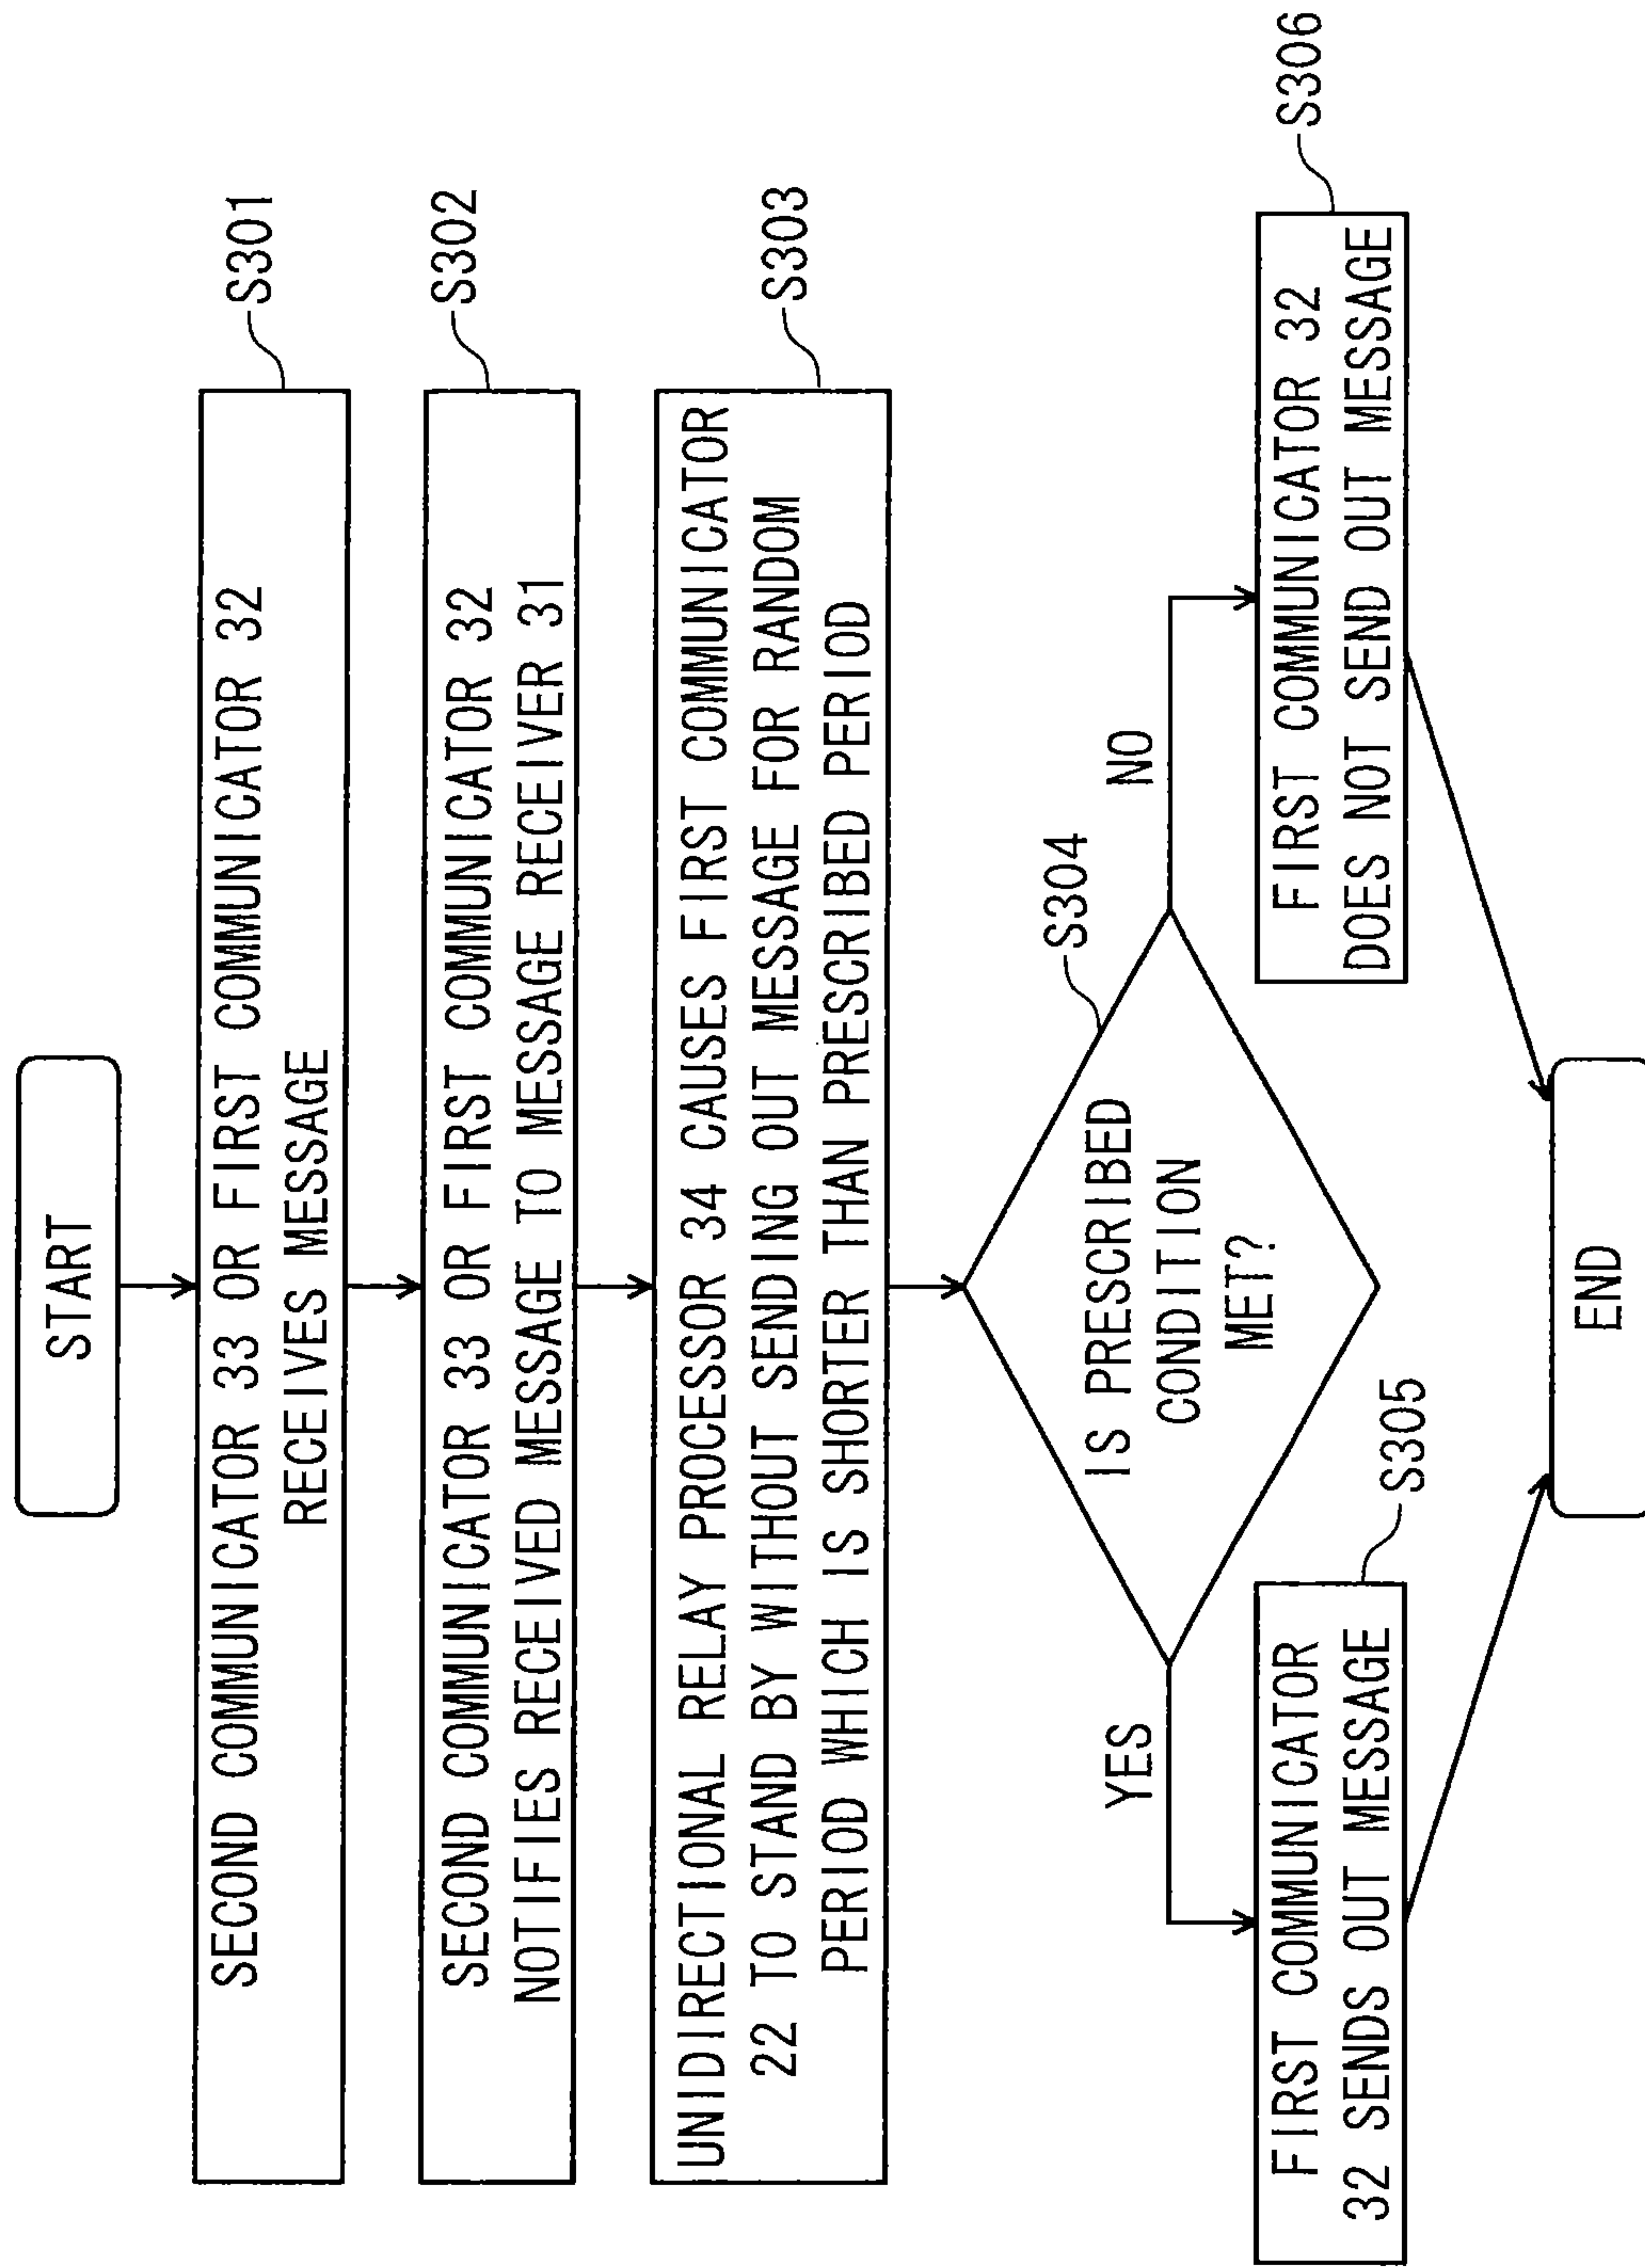 START
S301
SECOND COMMUNICATOR 33 OR FIRST COMMUNICATOR 32
RECEIVES MESSAGE
S302
SECOND COMMUNICATOR 33 OR FIRST COMMUNICATOR 32
NOTIFIES RECEIVED MESSAGE TO MESSAGE RECEIVER 31
S303
UNIDIRECTIONAL RELAY PROCESSOR 34 CAUSES FIRST COMMUNICATOR
22 TO STAND BY WITHOUT SENDING OUT MESSAGE FOR RANDOM
PERIOD WHICH IS SHORTER THAN PRESCRIBED PERIOD
S304
IS PRESCRIBED
CONDITION
MET?
YES
NO
S305
FIRST COMMUNICATOR
32 SENDS OUT MESSAGE
S306
FIRST COMMUNICATOR 32
DOES NOT SEND OUT MESSAGE
END